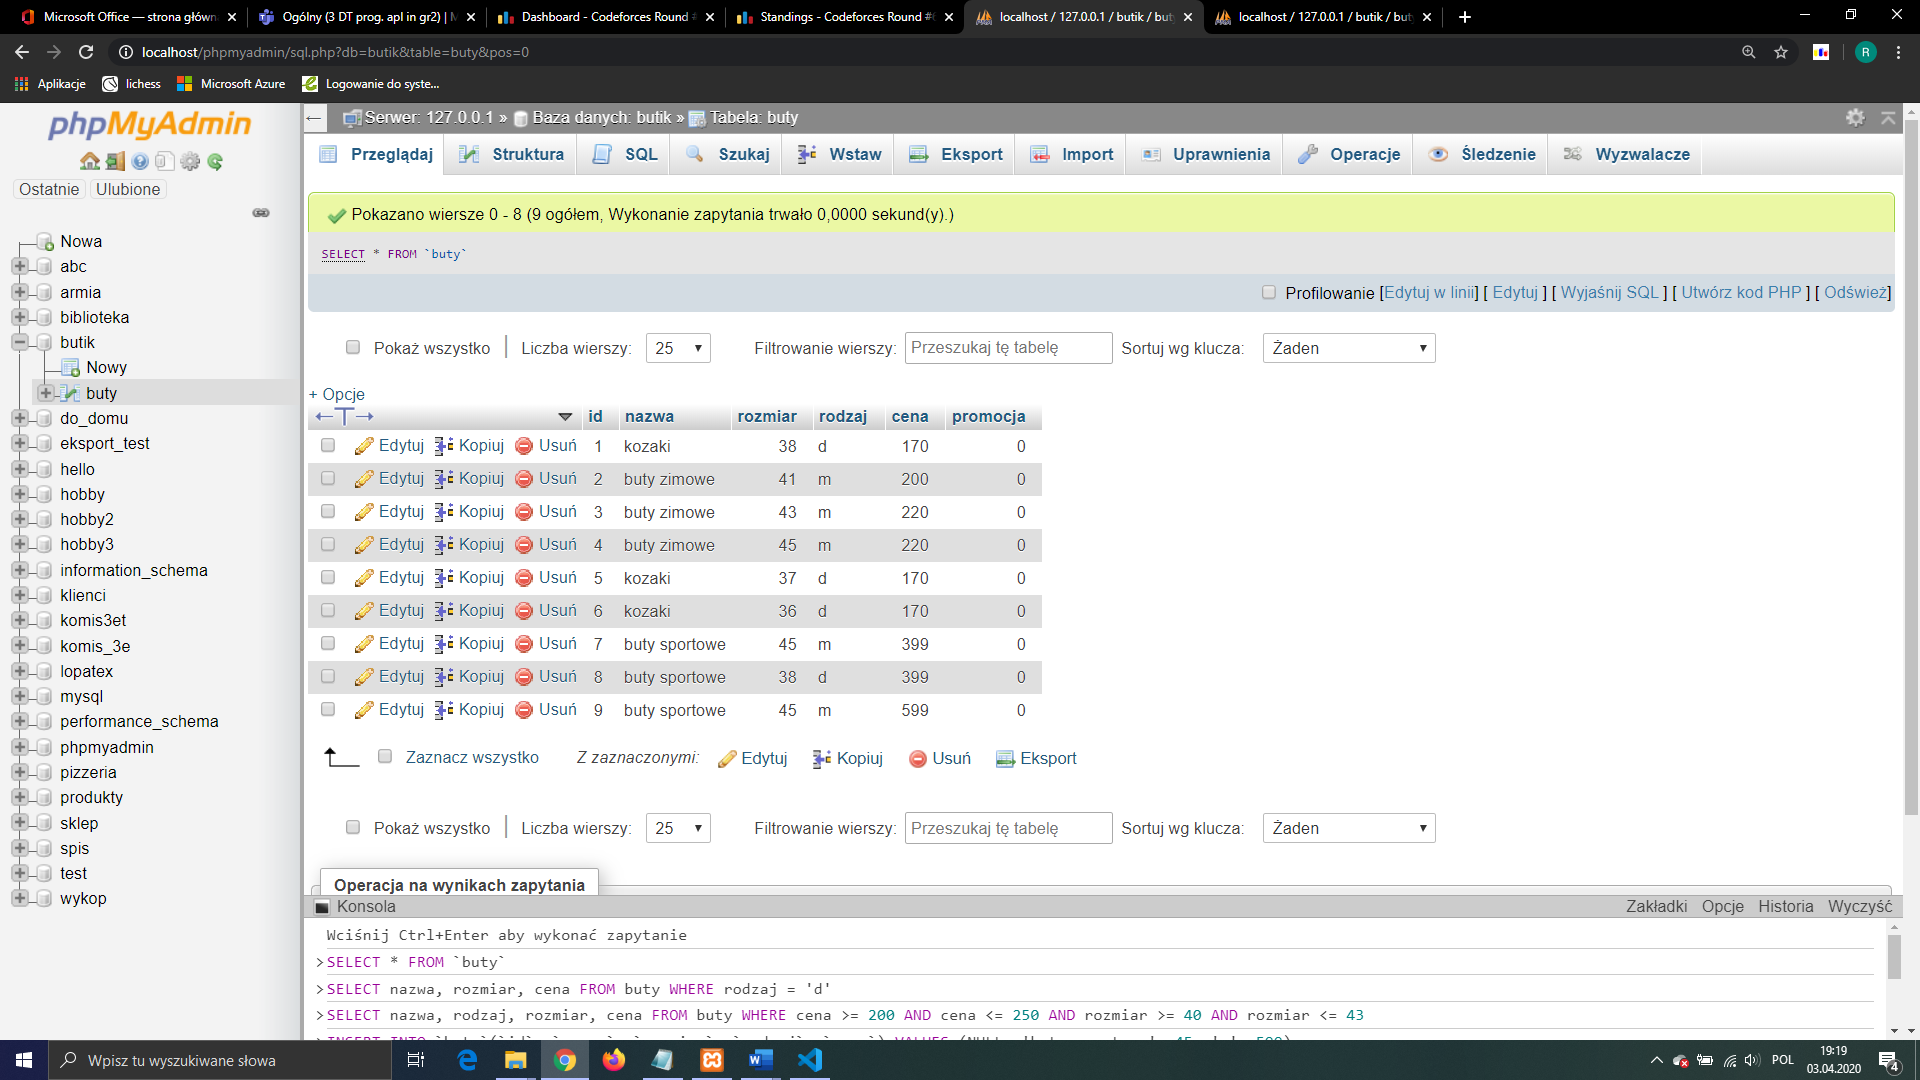 Microsoft Office — strona główn
Ogólny (3 DT prog. apl in gr2) | M
Dashboard - Codeforces Round #
Standings - Codeforces Round #6
localhost / 127.0.0.1 / butik / buty
localhost / 127.0.0.1 / butik / buty
localhost/phpmyadmin/sql.php?db=butik&table=buty&pos=0
R
Aplikacje
lichess
Microsoft Azure
Logowanie do syste...
phpMyAdmin
Ostatnie
Ulubione
Nowa
abc
armia
biblioteka
butik
Nowy
buty
do_domu
eksport_test
hello
hobby
hobby2
hobby3
information_schema
klienci
komis3et
komis_3e
lopatex
mysql
performance_schema
phpmyadmin
pizzeria
produkty
sklep
spis
test
wykop
Serwer: 127.0.0.1 » Baza danych: butik » Tabela: buty
Przeglądaj Struktura SQL Szukaj Wstaw Eksport Import Uprawnienia Operacje Śledzenie Wyzwalacze
Pokazano wiersze 0 - 8 (9 ogółem, Wykonanie zapytania trwało 0,0000 sekund(y).)
SELECT * FROM `buty`
Profilowanie [Edytuj w linii] [ Edytuj ] [ Wyjaśnij SQL ] [ Utwórz kod PHP ] [ Odśwież]
Pokaż wszystko | Liczba wierszy: 25 Filtrowanie wierszy: Przeszukaj tę tabelę Sortuj wg klucza: Żaden
+ Opcje
←T→ id nazwa rozmiar rodzaj cena promocja
Edytuj Kopiuj Usuń 1 kozaki 38 d 170 0
Edytuj Kopiuj Usuń 2 buty zimowe 41 m 200 0
Edytuj Kopiuj Usuń 3 buty zimowe 43 m 220 0
Edytuj Kopiuj Usuń 4 buty zimowe 45 m 220 0
Edytuj Kopiuj Usuń 5 kozaki 37 d 170 0
Edytuj Kopiuj Usuń 6 kozaki 36 d 170 0
Edytuj Kopiuj Usuń 7 buty sportowe 45 m 399 0
Edytuj Kopiuj Usuń 8 buty sportowe 38 d 399 0
Edytuj Kopiuj Usuń 9 buty sportowe 45 m 599 0
Zaznacz wszystko Z zaznaczonymi: Edytuj Kopiuj Usuń Eksport
Pokaż wszystko | Liczba wierszy: 25 Filtrowanie wierszy: Przeszukaj tę tabelę Sortuj wg klucza: Żaden
Operacja na wynikach zapytania
Konsola Zakładki Opcje Historia Wyczyść
Wciśnij Ctrl+Enter aby wykonać zapytanie
>SELECT * FROM `buty`
>SELECT nazwa, rozmiar, cena FROM buty WHERE rodzaj = 'd'
>SELECT nazwa, rodzaj, rozmiar, cena FROM buty WHERE cena >= 200 AND cena <= 250 AND rozmiar >= 40 AND rozmiar <= 43
Wpisz tu wyszukiwane słowa
POL
19:19
03.04.2020
4